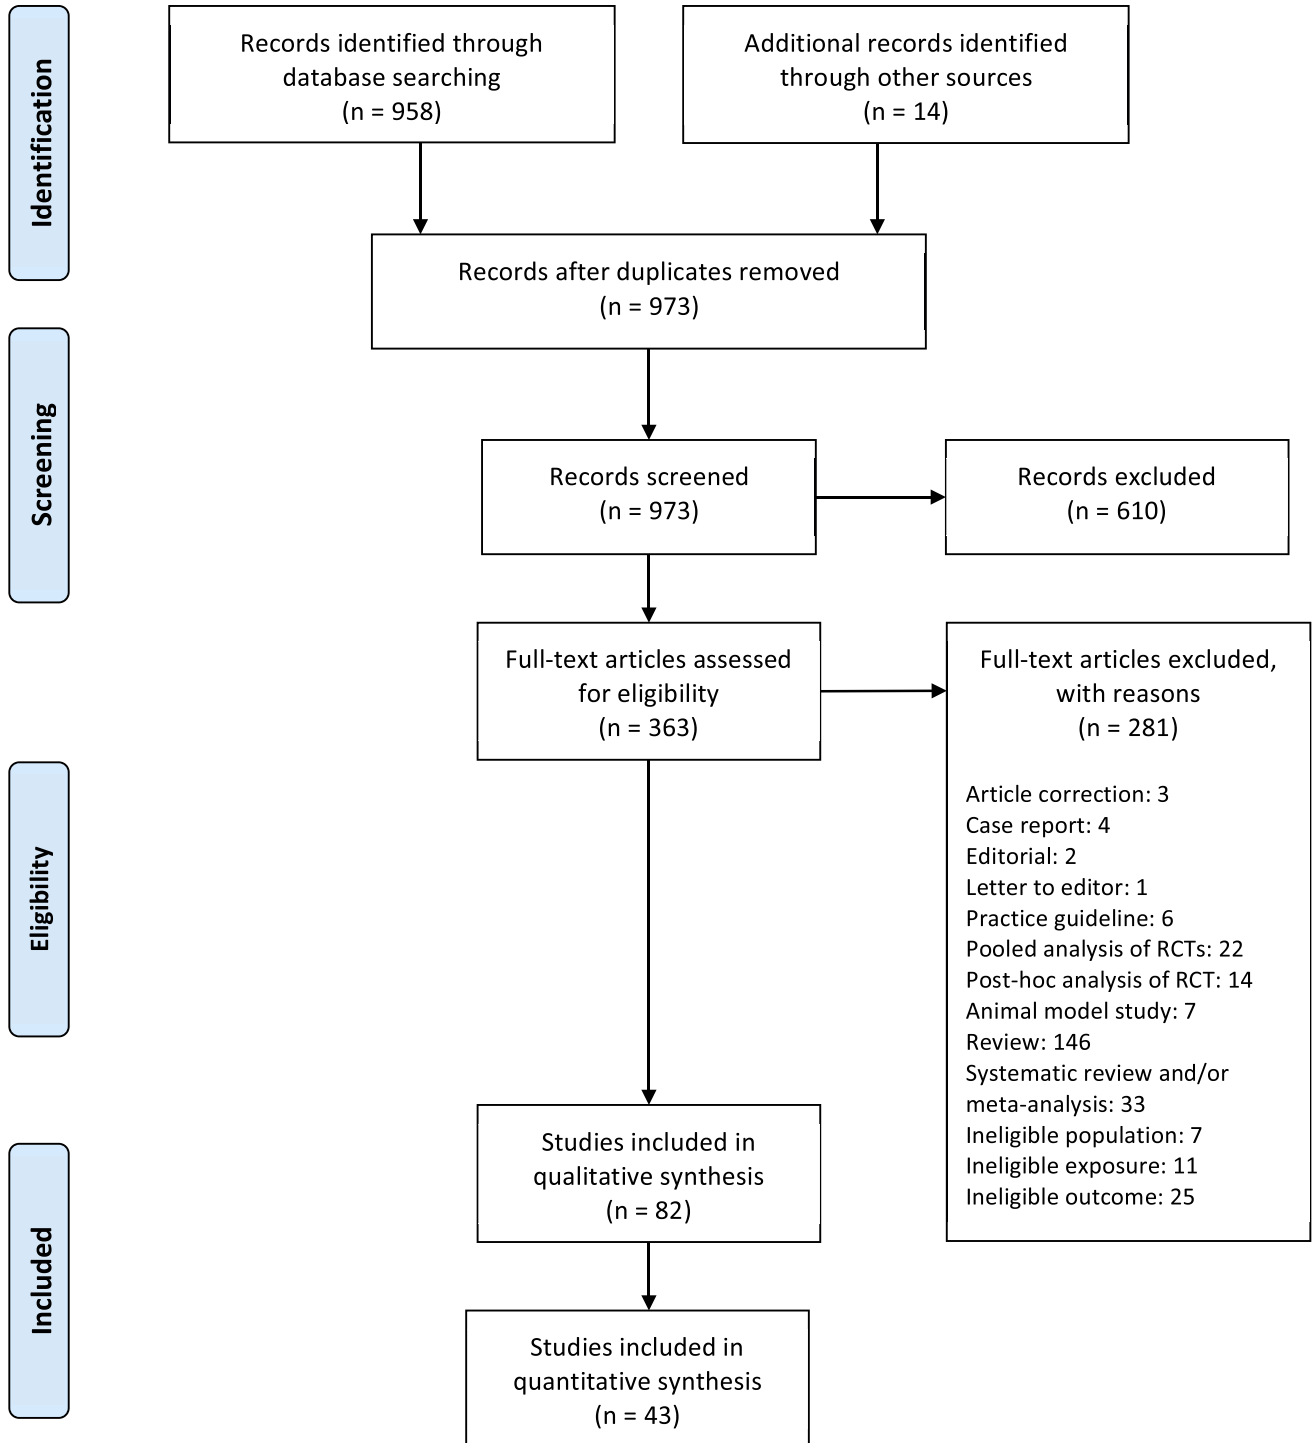 Identification
Records identified through
database searching
(n = 958)
Additional records identified
through other sources
(n = 14)
Records after duplicates removed
(n = 973)
Screening
Records screened
(n = 973)
Records excluded
(n = 610)
Full-text articles assessed
for eligibility
(n = 363)
Full-text articles excluded,
with reasons
(n = 281)
Article correction: 3
Case report: 4
Editorial: 2
Letter to editor: 1
Practice guideline: 6
Pooled analysis of RCTs: 22
Post-hoc analysis of RCT: 14
Animal model study: 7
Review: 146
Systematic review and/or
meta-analysis: 33
Ineligible population: 7
Ineligible exposure: 11
Ineligible outcome: 25
Eligibility
Studies included in
qualitative synthesis
(n = 82)
Included
Studies included in
quantitative synthesis
(n = 43)